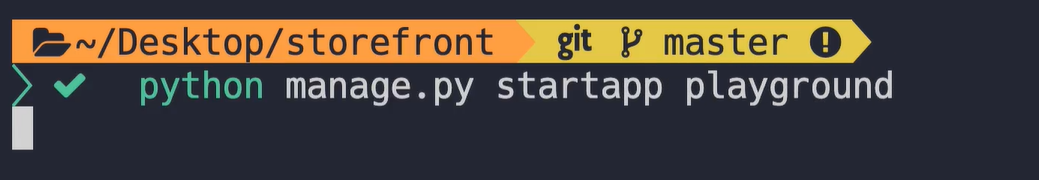 ~/Desktop/storefront git master
python manage.py startapp playground